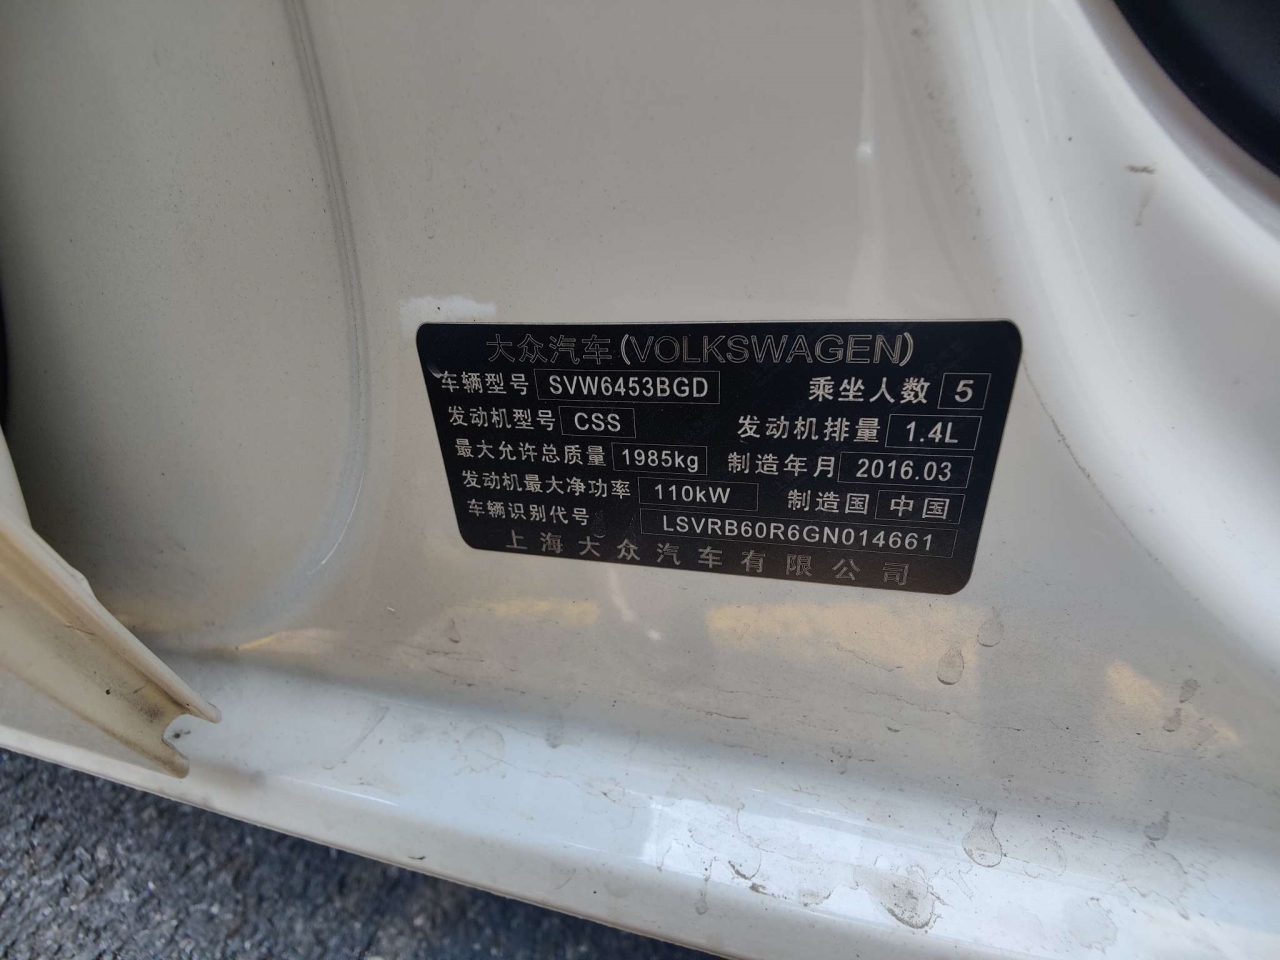 大众汽车(VOLKSWAGEN)
车辆型号 SVW6453BGD 乘坐人数 5
发动机型号 CSS 发动机排量 1.4L
最大允许总质量 1985kg 制造年月 2016.03
发动机最大净功率 110kW 制造国 中国
车辆识别代号 LSVRB60R6GN014661
上海大众汽车有限公司